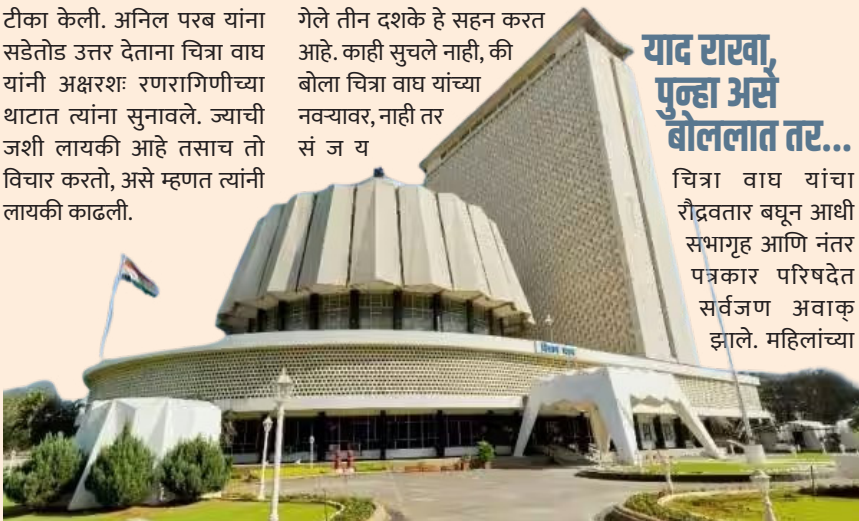 टीका केली. अनिल परब यांना
सडेतोड उत्तर देताना चित्रा वाघ
यांनी अक्षरशः रणरागिणीच्या
थाटात त्यांना सुनावले. ज्याची
जशी लायकी आहे तसाच तो
विचार करतो, असे म्हणत त्यांनी
लायकी काढली.
गेले तीन दशके हे सहन करत
आहे. काही सुचले नाही, की
बोला चित्रा वाघ यांच्या
नवऱ्यावर, नाही तर
सं ज य
याद राखा,
पुन्हा असे
बोललात तर...
चित्रा वाघ यांचा
रौद्रवतार बघून आधी
सभागृह आणि नंतर
पत्रकार परिषदेत
सर्वजण अवाक्
झाले. महिलांच्या
विधान भवन